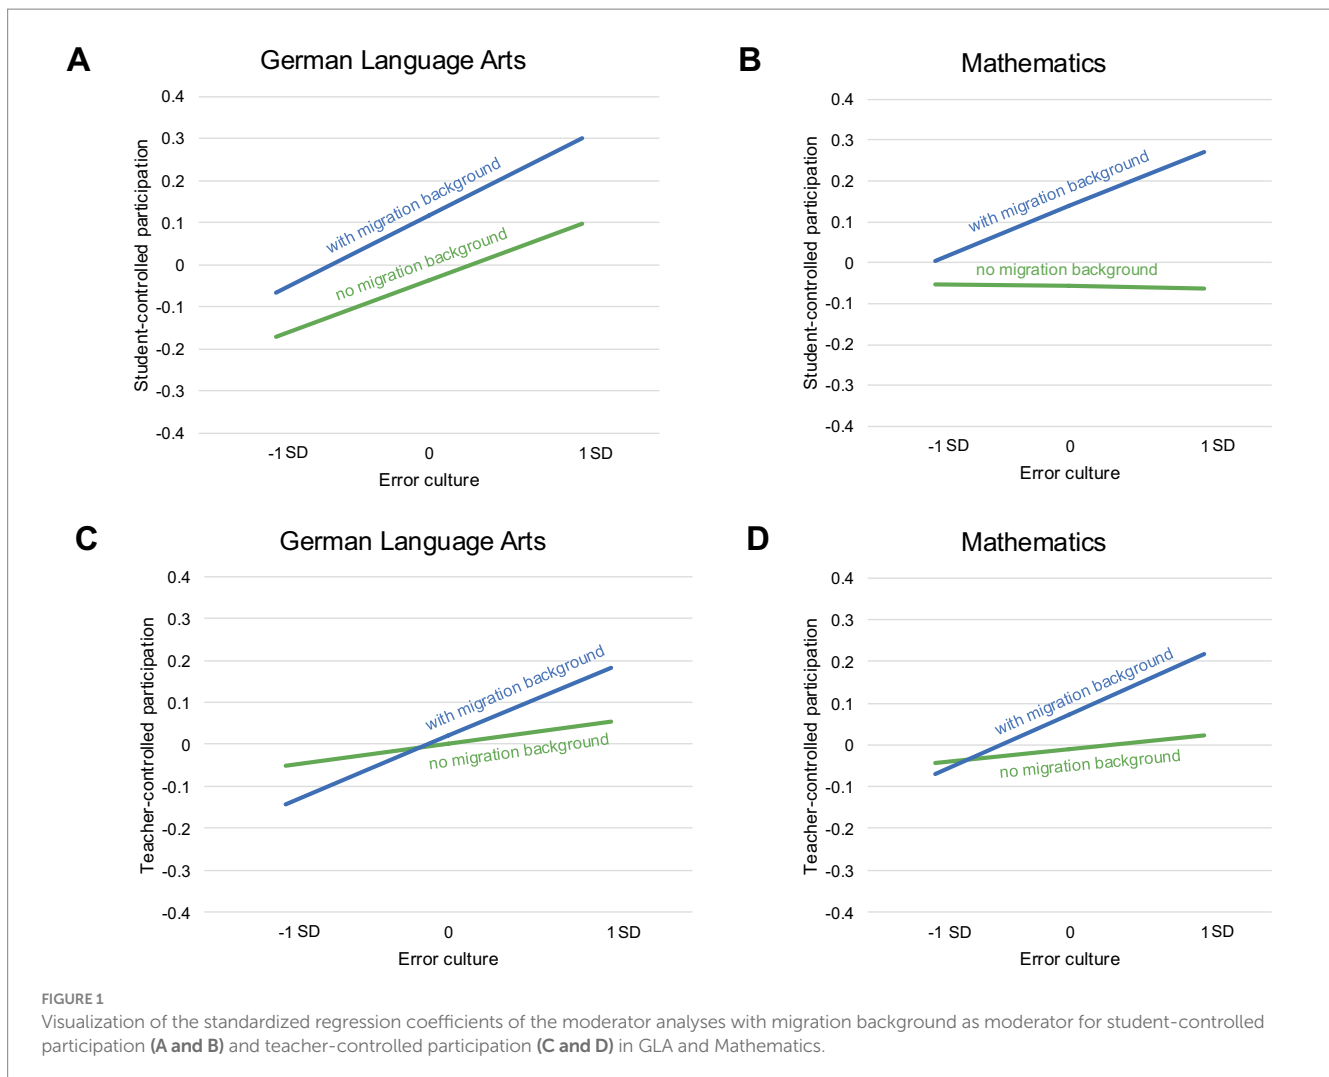 A
German Language Arts
0.4
0.3
0.2
0.1
0
-0.1
-0.2
-0.3
-0.4
Student-controlled participation
with migration background
no migration background
-1 SD
0
1 SD
Error culture
B
Mathematics
0.4
0.3
0.2
0.1
0
-0.1
-0.2
-0.3
-0.4
Student-controlled participation
with migration background
no migration background
-1 SD
0
1 SD
Error culture
C
German Language Arts
0.4
0.3
0.2
0.1
0
-0.1
-0.2
-0.3
-0.4
Teacher-controlled participation
with migration background
no migration background
-1 SD
0
1 SD
Error culture
D
Mathematics
0.4
0.3
0.2
0.1
0
-0.1
-0.2
-0.3
-0.4
Teacher-controlled participation
with migration background
no migration background
-1 SD
0
1 SD
Error culture
FIGURE 1
Visualization of the standardized regression coefficients of the moderator analyses with migration background as moderator for student-controlled
participation (A and B) and teacher-controlled participation (C and D) in GLA and Mathematics.